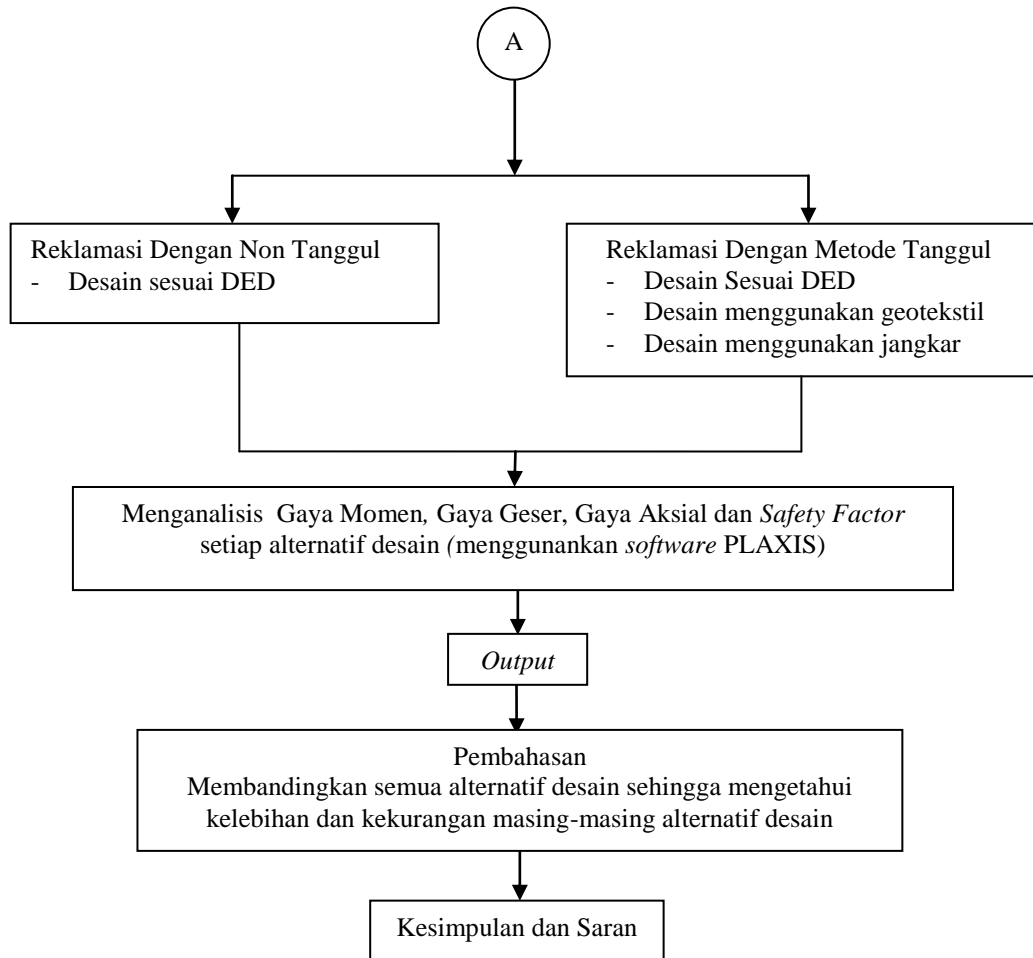 A
Reklamasi Dengan Non Tanggul
- Desain sesuai DED
Reklamasi Dengan Metode Tanggul
- Desain Sesuai DED
- Desain menggunakan geotekstil
- Desain menggunakan jangkar
Menganalisis Gaya Momen, Gaya Geser, Gaya Aksial dan Safety Factor
setiap alternatif desain (menggunankan software PLAXIS)
Output
Pembahasan
Membandingkan semua alternatif desain sehingga mengetahui
kelebihan dan kekurangan masing-masing alternatif desain
Kesimpulan dan Saran